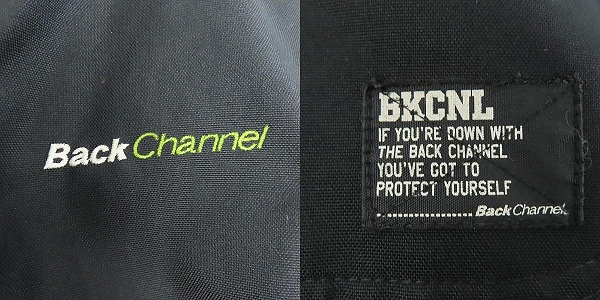 Back Channel
BKCNL
IF YOU'RE DOWN WITH
THE BACK CHANNEL
YOU'VE GOT TO
PROTECT YOURSELF
Back Channel.